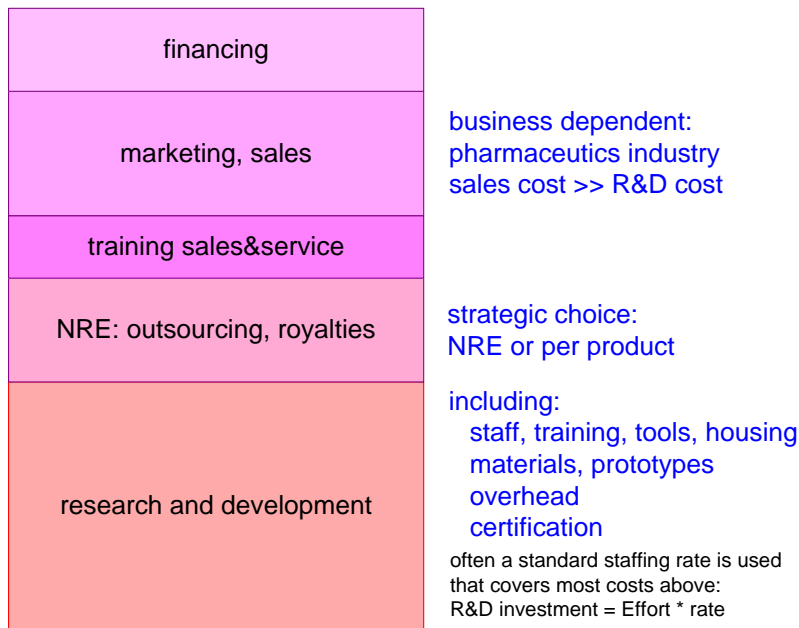 financing
marketing, sales
business dependent:
pharmaceutics industry
sales cost >> R&D cost
training sales&service
NRE: outsourcing, royalties
strategic choice:
NRE or per product
research and development
including:
staff, training, tools, housing
materials, prototypes
overhead
certification
often a standard staffing rate is used
that covers most costs above:
R&D investment = Effort * rate